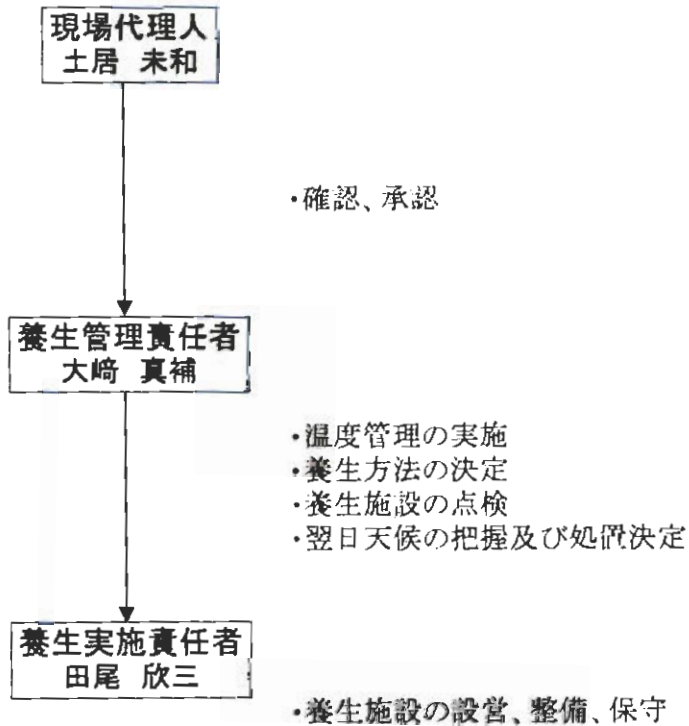 現場代理人
土居 未和
・確認、承認
養生管理責任者
大﨑 真補
・温度管理の実施
・養生方法の決定
・養生施設の点検
・翌日天候の把握及び処置決定
養生実施責任者
田尾 欣三
・養生施設の設営、整備、保守